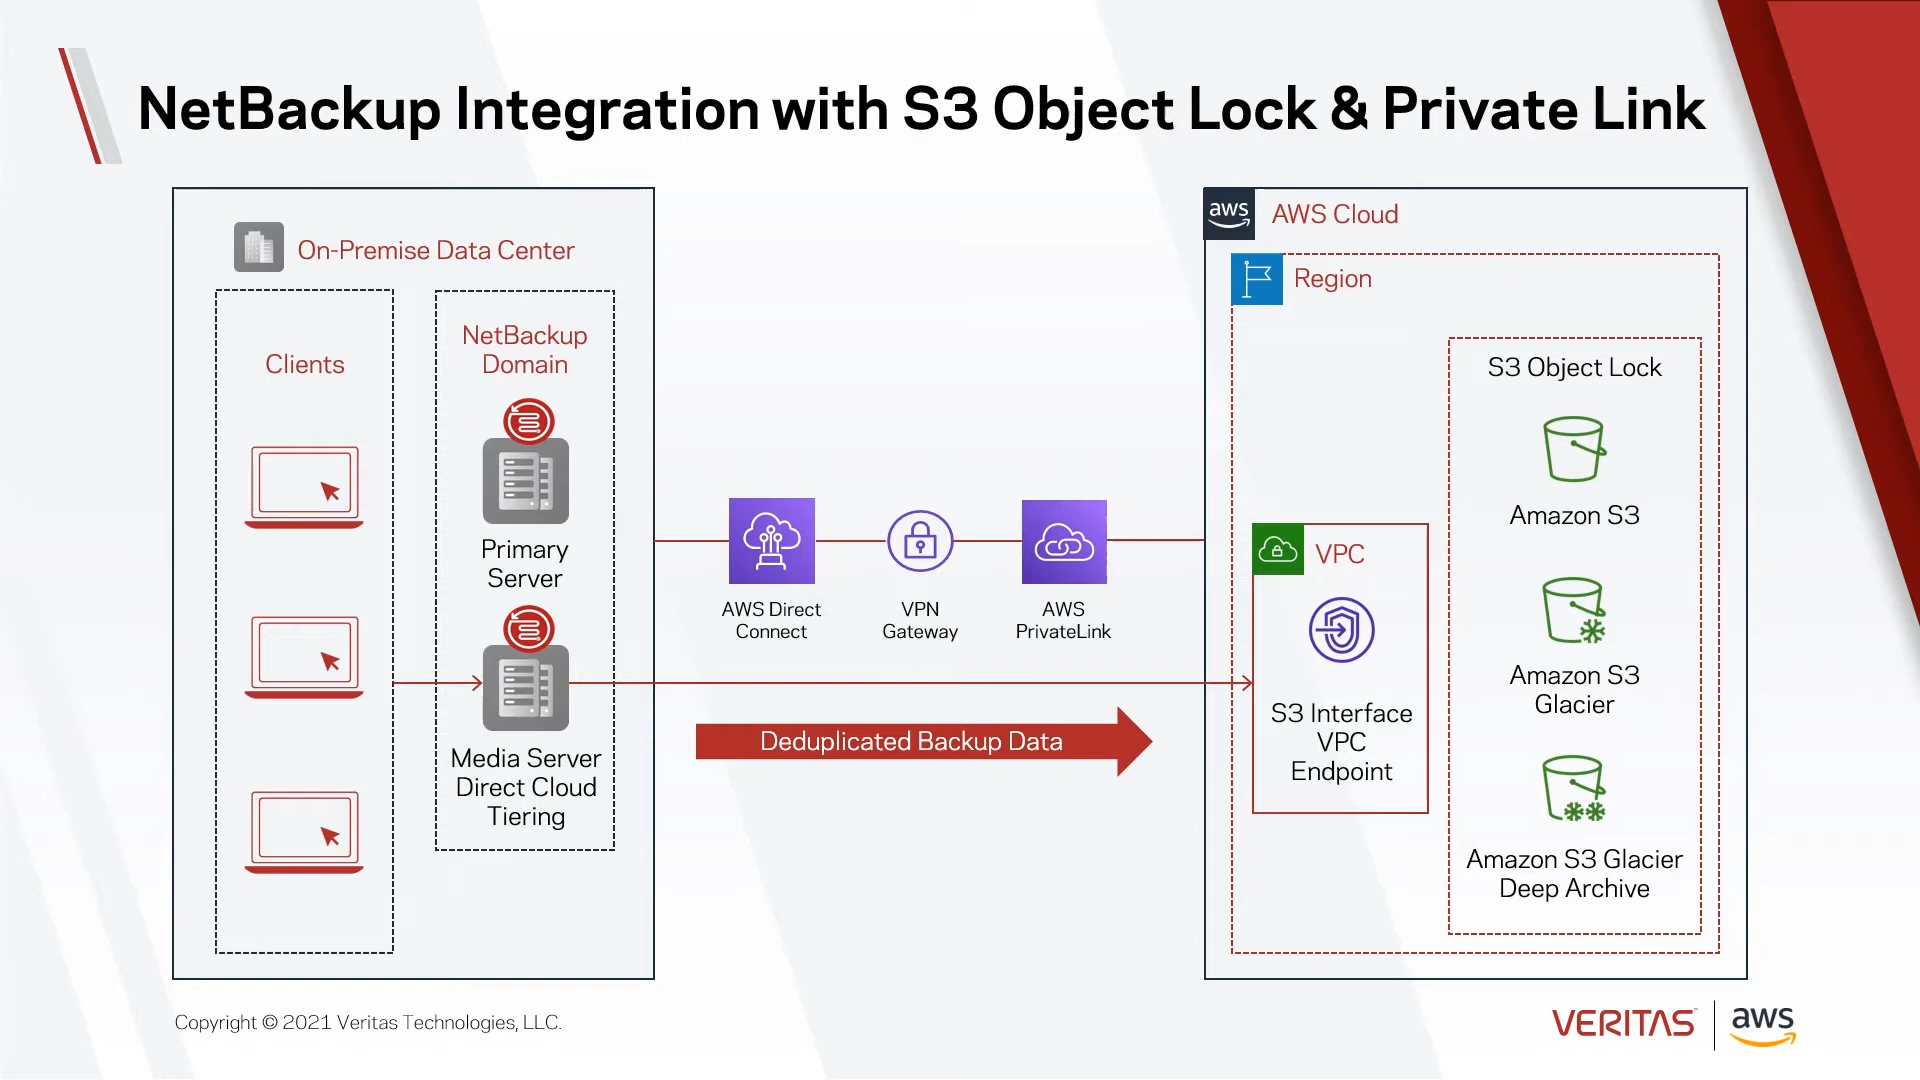 NetBackup Integration with S3 Object Lock & Private Link
On-Premise Data Center
Clients
NetBackup
Domain
Primary
Server
Media Server
Direct Cloud
Tiering
AWS Direct
Connect
VPN
Gateway
AWS
PrivateLink
Deduplicated Backup Data
aws
AWS Cloud
Region
VPC
S3 Interface
VPC
Endpoint
S3 Object Lock
Amazon S3
Amazon S3
Glacier
Amazon S3 Glacier
Deep Archive
Copyright © 2021 Veritas Technologies, LLC.
VERITAS™
aws